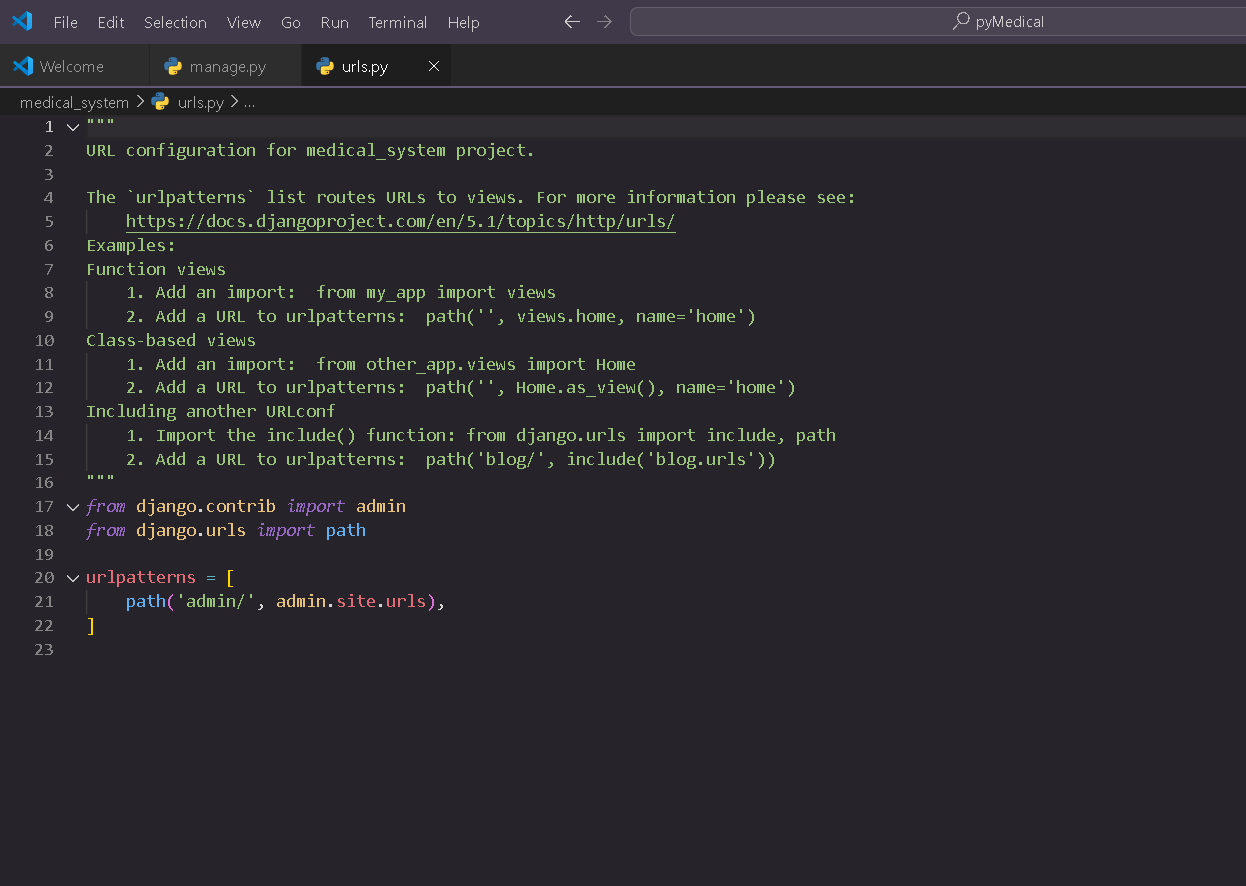 File Edit Selection View Go Run Terminal Help pyMedical
Welcome manage.py urls.py
medical_system > urls.py > ...
1 """
2 URL configuration for medical_system project.
3
4 The `urlpatterns` list routes URLs to views. For more information please see:
5     https://docs.djangoproject.com/en/5.1/topics/http/urls/
6 Examples:
7 Function views
8     1. Add an import:  from my_app import views
9     2. Add a URL to urlpatterns:  path('', views.home, name='home')
10 Class-based views
11     1. Add an import:  from other_app.views import Home
12     2. Add a URL to urlpatterns:  path('', Home.as_view(), name='home')
13 Including another URLconf
14     1. Import the include() function: from django.urls import include, path
15     2. Add a URL to urlpatterns:  path('blog/', include('blog.urls'))
16 """
17 from django.contrib import admin
18 from django.urls import path
19
20 urlpatterns = [
21     path('admin/', admin.site.urls),
22 ]
23